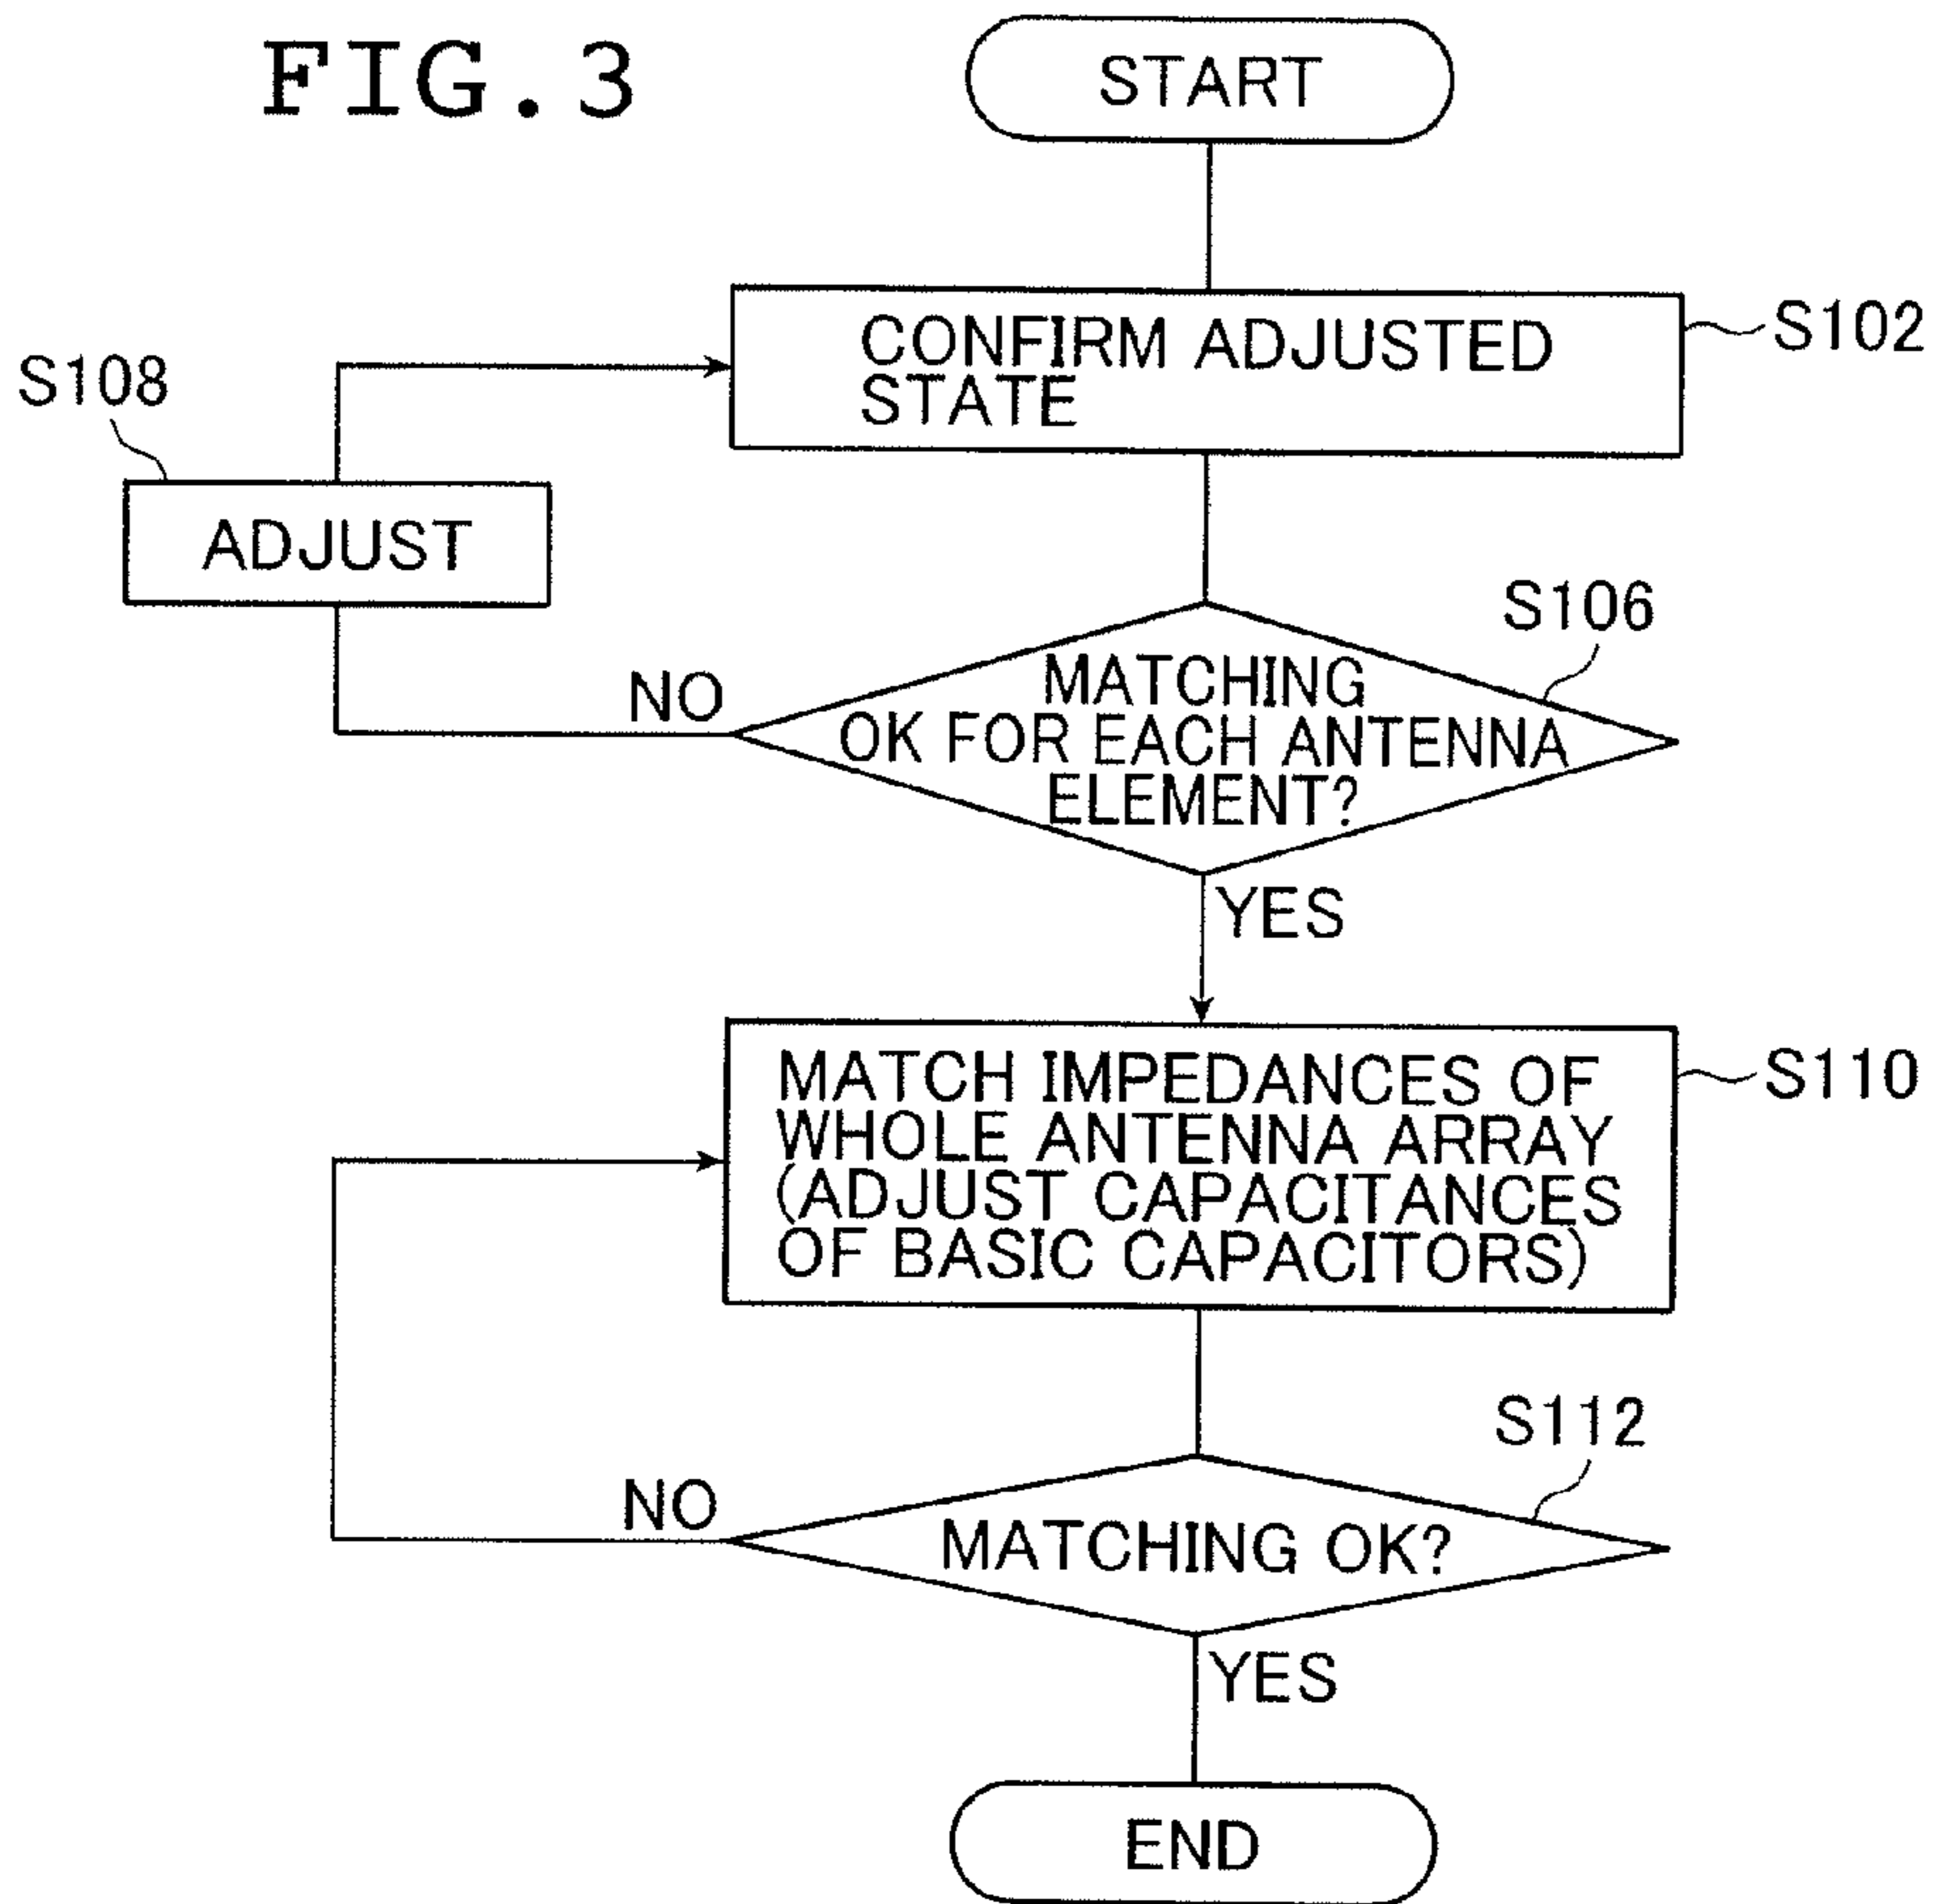 FIG.3
START
CONFIRM ADJUSTED
STATE
S102
S108
ADJUST
S106
MATCHING
OK FOR EACH ANTENNA
ELEMENT?
NO
YES
MATCH IMPEDANCES OF
WHOLE ANTENNA ARRAY
(ADJUST CAPACITANCES
OF BASIC CAPACITORS)
S110
S112
NO
MATCHING OK?
YES
END